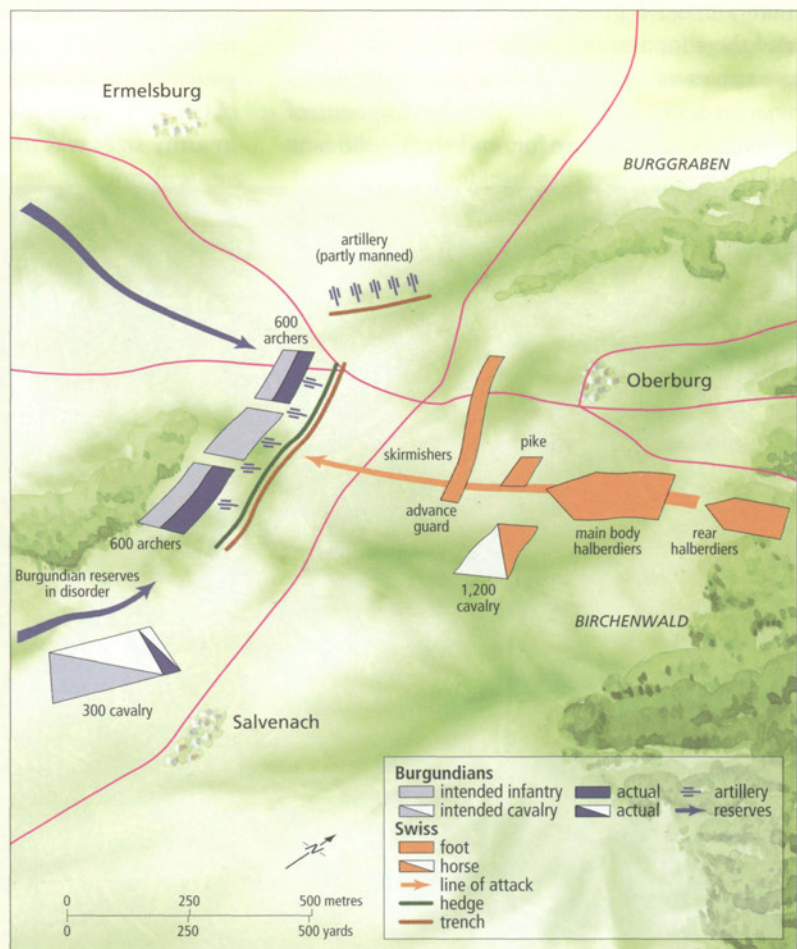 Ermelsburg
BURGGRABEN
artillery
(partly manned)
600
archers
Oberburg
skirmishers
pike
advance
guard
main body
halberdiers
rear
halberdiers
600 archers
1,200
cavalry
Burgundian reserves
in disorder
BIRCHENWALD
300 cavalry
Salvenach
Burgundians
intended infantry actual artillery
intended cavalry actual reserves
Swiss
foot
horse
line of attack
hedge
trench
N
0 250 500 metres
0 250 500 yards